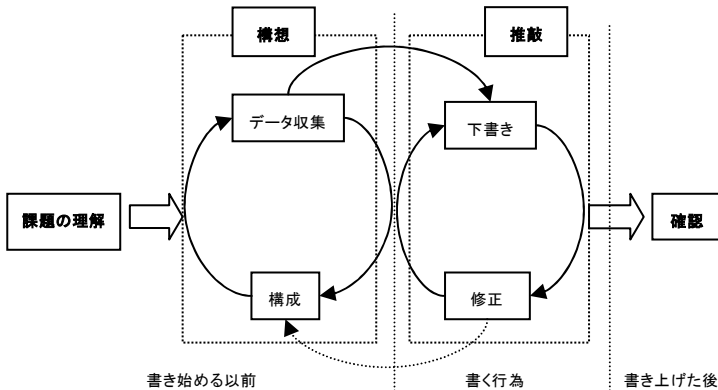 構想
推敲
データ収集
下書き
課題の理解
確認
構成
修正
書き始める以前
書く行為
書き上げた後